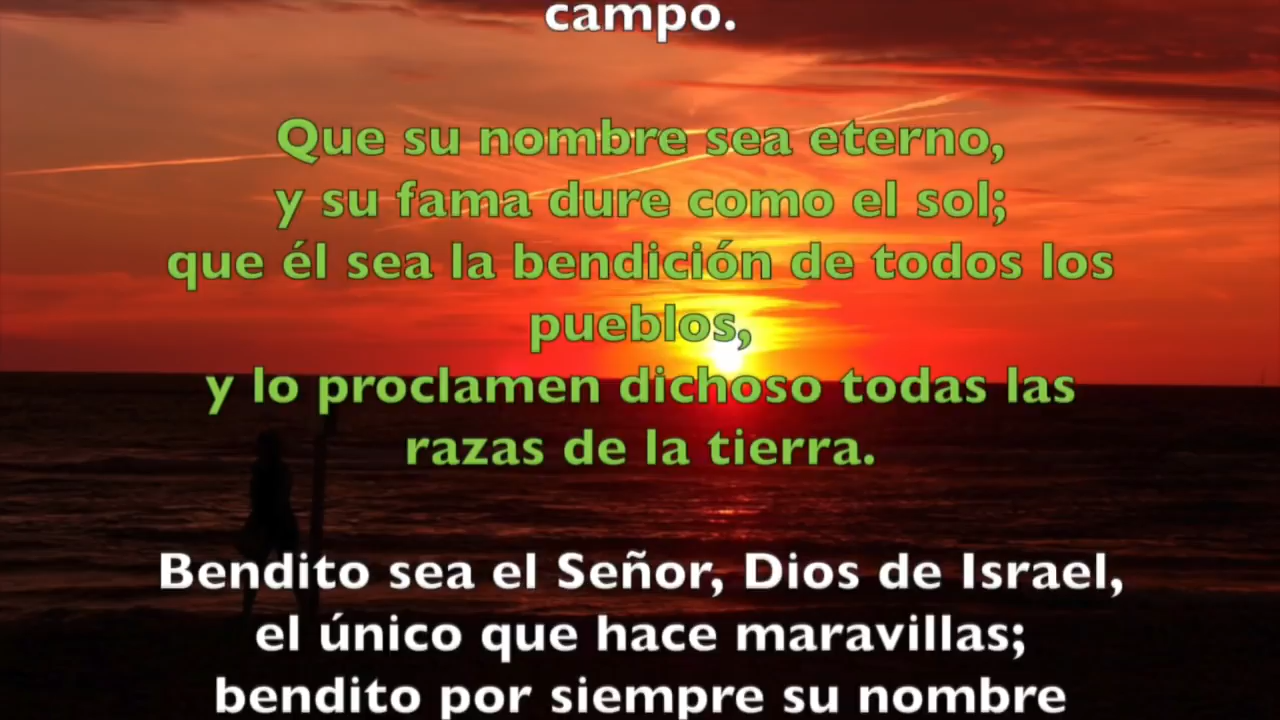 campo.
Que su nombre sea eterno,
y su fama dure como el sol;
que él sea la bendición de todos los
pueblos,
y lo proclamen dichoso todas las
razas de la tierra.
Bendito sea el Señor, Dios de Israel,
el único que hace maravillas;
bendito por siempre su nombre